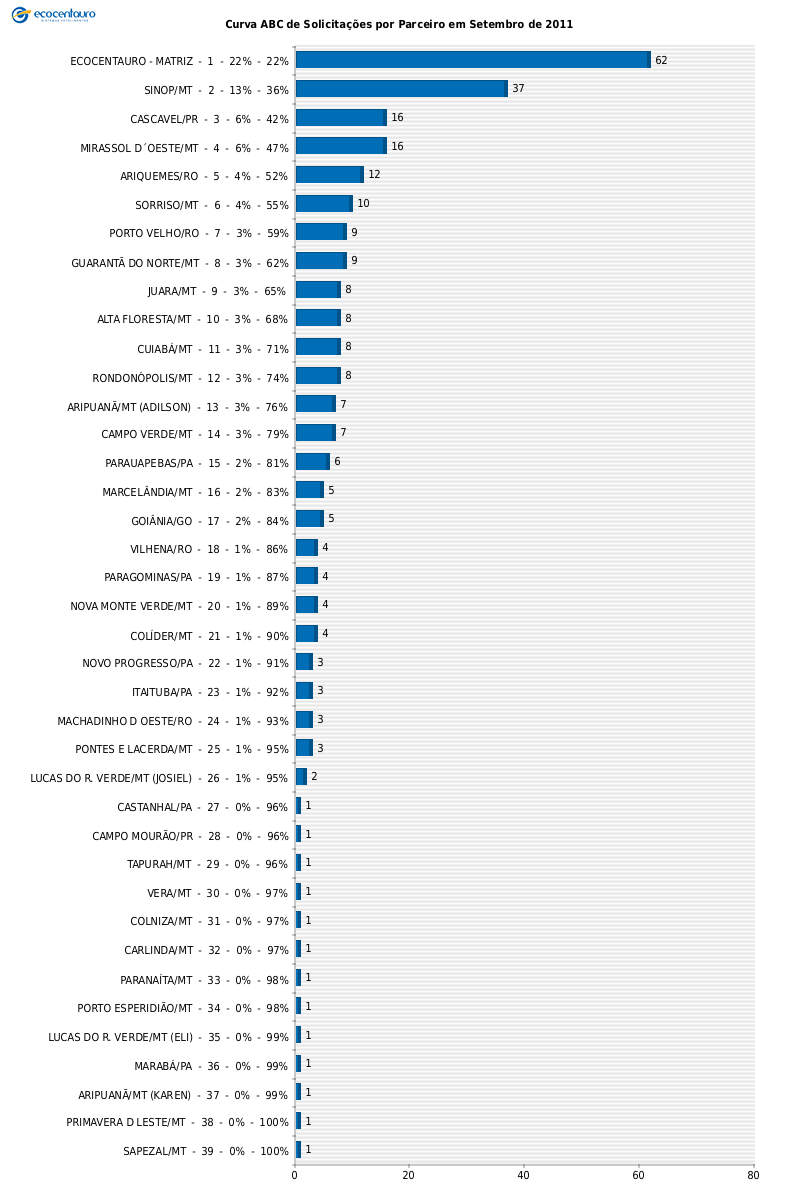 ecocentauro
Curva ABC de Solicitações por Parceiro em Setembro de 2011
ECOCENTAURO - MATRIZ - 1 - 22% - 22% 62
SINOP/MT - 2 - 13% - 36% 37
CASCAVEL/PR - 3 - 6% - 42% 16
MIRASSOL D´OESTE/MT - 4 - 6% - 47% 16
ARIQUEMES/RO - 5 - 4% - 52% 12
SORRISO/MT - 6 - 4% - 55% 10
PORTO VELHO/RO - 7 - 3% - 59% 9
GUARANTÃ DO NORTE/MT - 8 - 3% - 62% 9
JUARA/MT - 9 - 3% - 65% 8
ALTA FLORESTA/MT - 10 - 3% - 68% 8
CUIABÁ/MT - 11 - 3% - 71% 8
RONDONÓPOLIS/MT - 12 - 3% - 74% 8
ARIPUANÃ/MT (ADILSON) - 13 - 3% - 76% 7
CAMPO VERDE/MT - 14 - 3% - 79% 7
PARAUAPEBAS/PA - 15 - 2% - 81% 6
MARCELÂNDIA/MT - 16 - 2% - 83% 5
GOIÂNIA/GO - 17 - 2% - 84% 5
VILHENA/RO - 18 - 1% - 86% 4
PARAGOMINAS/PA - 19 - 1% - 87% 4
NOVA MONTE VERDE/MT - 20 - 1% - 89% 4
COLÍDER/MT - 21 - 1% - 90% 4
NOVO PROGRESSO/PA - 22 - 1% - 91% 3
ITAITUBA/PA - 23 - 1% - 92% 3
MACHADINHO D OESTE/RO - 24 - 1% - 93% 3
PONTES E LACERDA/MT - 25 - 1% - 95% 3
LUCAS DO R. VERDE/MT (JOSIEL) - 26 - 1% - 95% 2
CASTANHAL/PA - 27 - 0% - 96% 1
CAMPO MOURÃO/PR - 28 - 0% - 96% 1
TAPURAH/MT - 29 - 0% - 96% 1
VERA/MT - 30 - 0% - 97% 1
COLNIZA/MT - 31 - 0% - 97% 1
CARLINDA/MT - 32 - 0% - 97% 1
PARANAÍTA/MT - 33 - 0% - 98% 1
PORTO ESPERIDIÃO/MT - 34 - 0% - 98% 1
LUCAS DO R. VERDE/MT (ELI) - 35 - 0% - 99% 1
MARABÁ/PA - 36 - 0% - 99% 1
ARIPUANÃ/MT (KAREN) - 37 - 0% - 99% 1
PRIMAVERA D LESTE/MT - 38 - 0% - 100% 1
SAPEZAL/MT - 39 - 0% - 100% 1
0 20 40 60 80